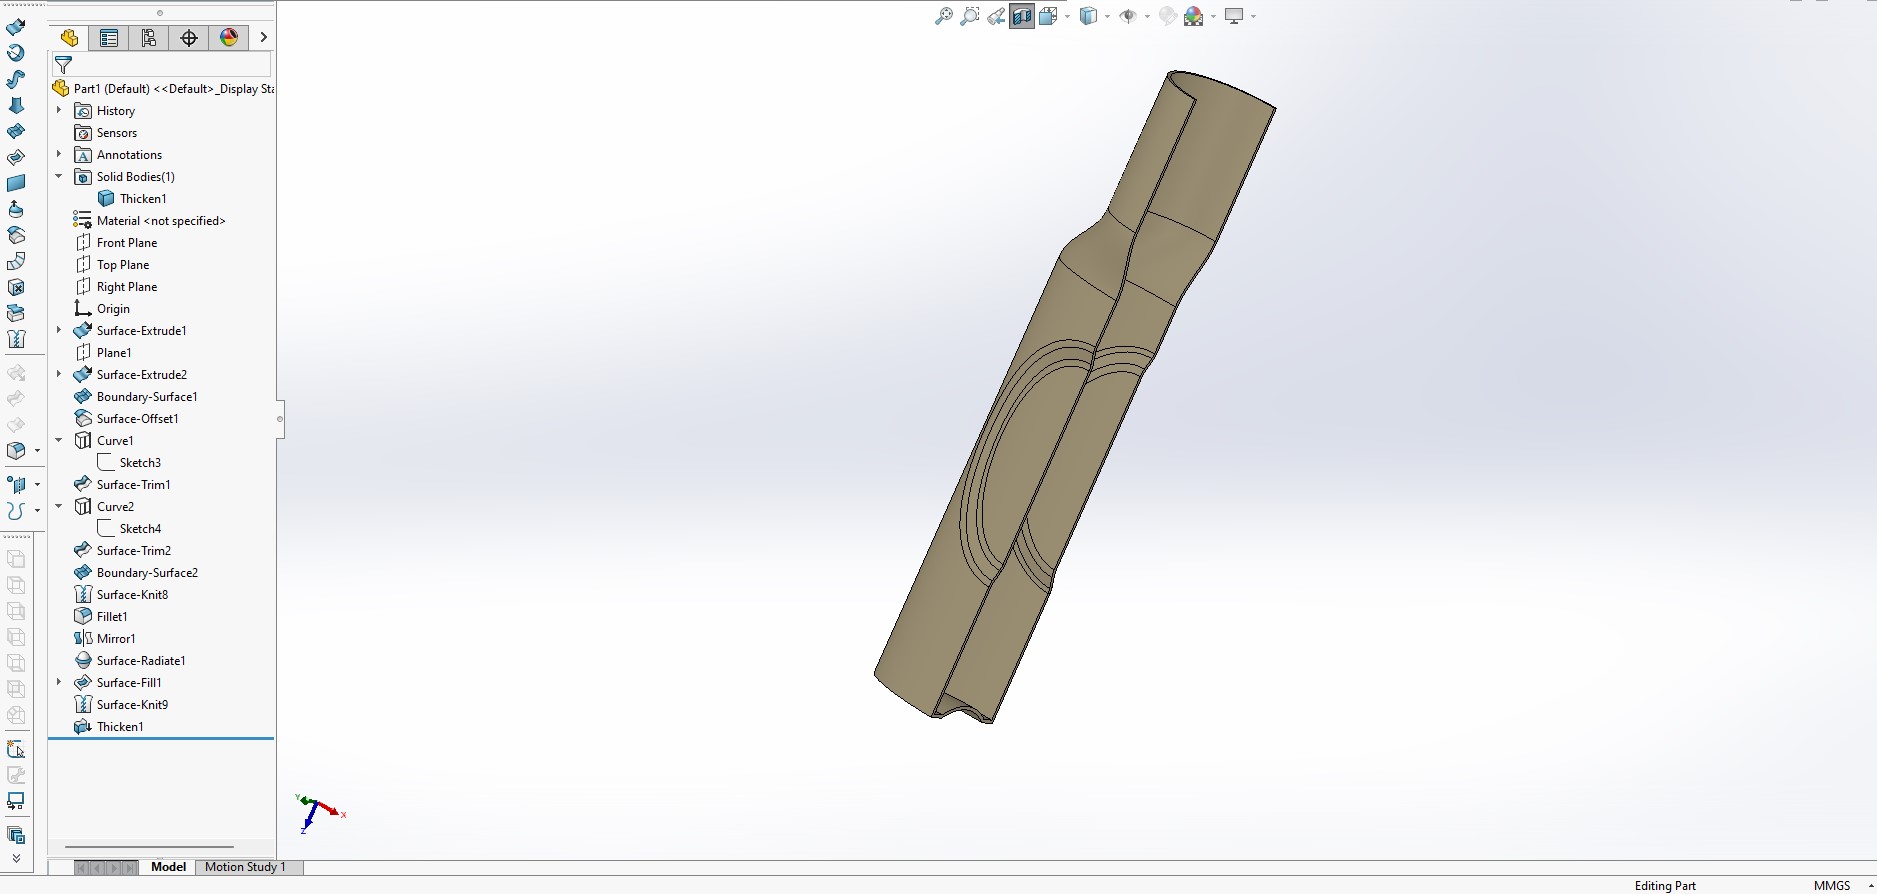 Part1 (Default) <<Default>_Display Sta
History
Sensors
A Annotations
Solid Bodies(1)
Thicken1
Material <not specified>
Front Plane
Top Plane
Right Plane
Origin
Surface-Extrude1
Plane1
Surface-Extrude2
Boundary-Surface1
Surface-Offset1
Curve1
Sketch3
Surface-Trim1
Curve2
Sketch4
Surface-Trim2
Boundary-Surface2
Surface-Knit8
Fillet1
Mirror1
Surface-Radiate1
Surface-Fill1
Surface-Knit9
Thicken1
Y
X
Z
Model Motion Study 1
Editing Part MMGS